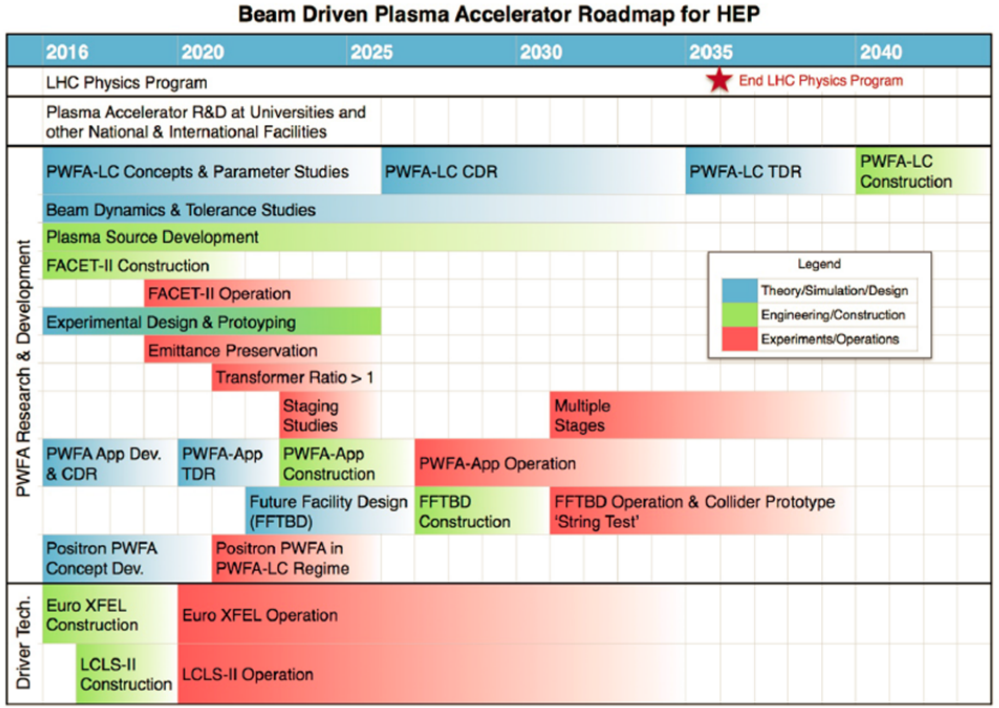 Beam Driven Plasma Accelerator Roadmap for HEP
2016 2020 2025 2030 2035 2040
LHC Physics Program
End LHC Physics Program
Plasma Accelerator R&D at Universities and
other National & International Facilities
PWFA Research & Development
PWFA-LC Concepts & Parameter Studies
PWFA-LC CDR
PWFA-LC TDR
PWFA-LC
Construction
Beam Dynamics & Tolerance Studies
Plasma Source Development
FACET-II Construction
FACET-II Operation
Experimental Design & Protoyping
Emittance Preservation
Transformer Ratio > 1
Staging
Studies
Multiple
Stages
PWFA App Dev.
& CDR
PWFA-App
TDR
PWFA-App
Construction
PWFA-App Operation
Future Facility Design
(FFTBD)
FFTBD
Construction
FFTBD Operation & Collider Prototype
‘String Test’
Positron PWFA
Concept Dev.
Positron PWFA in
PWFA-LC Regime
Legend
Theory/Simulation/Design
Engineering/Construction
Experiments/Operations
Driver Tech.
Euro XFEL
Construction
Euro XFEL Operation
LCLS-II
Construction
LCLS-II Operation